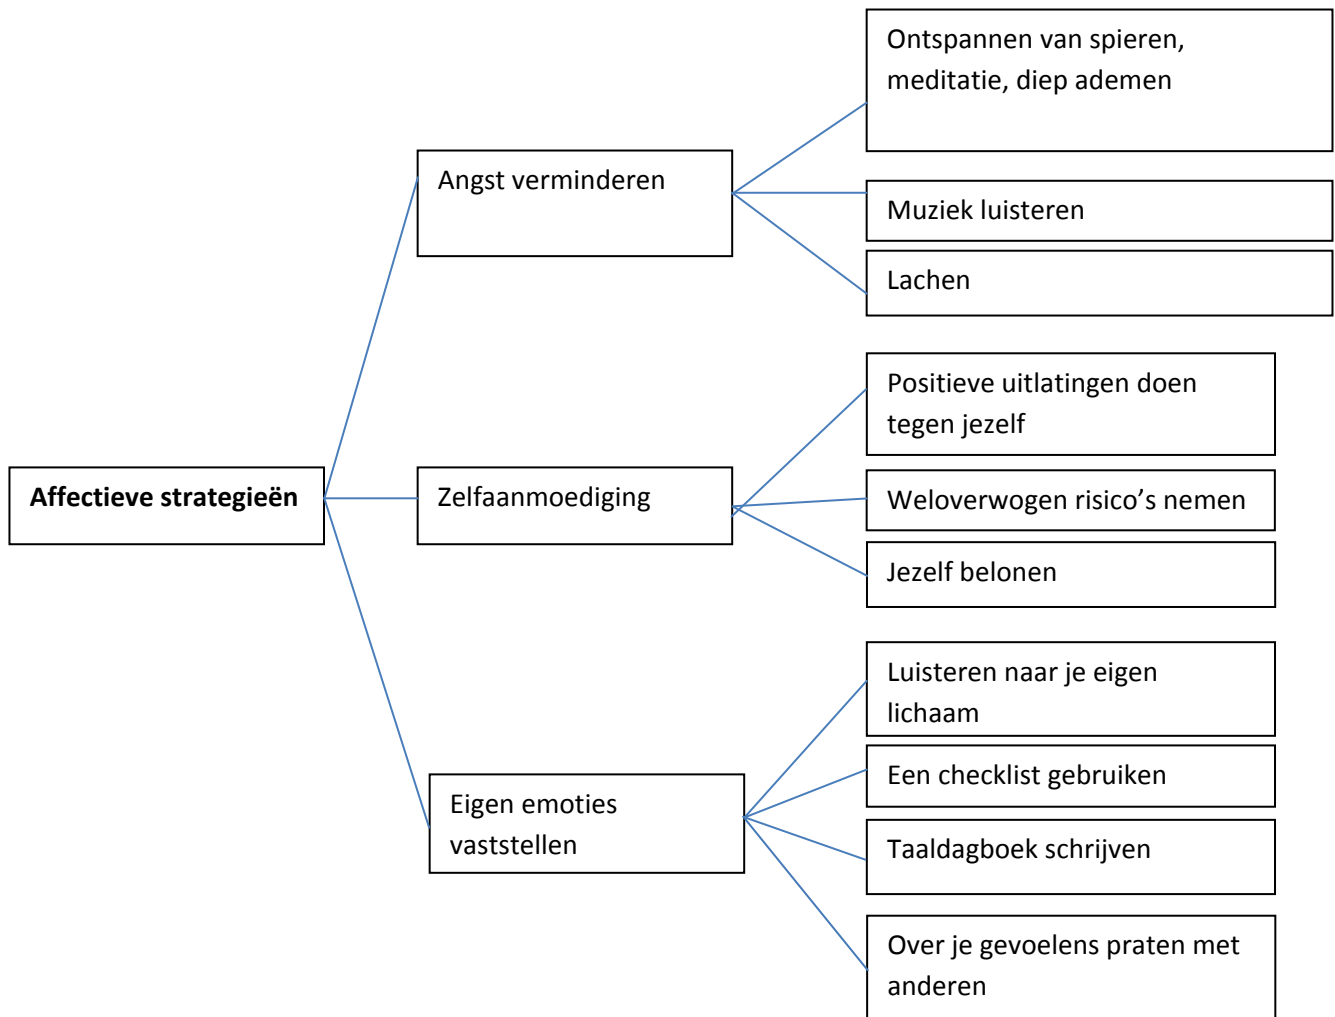 Ontspannen van spieren,
meditatie, diep ademen
Angst verminderen
Muziek luisteren
Lachen
Positieve uitlatingen doen
tegen jezelf
Affectieve strategieën
Zelfaanmoediging
Weloverwogen risico’s nemen
Jezelf belonen
Luisteren naar je eigen
lichaam
Een checklist gebruiken
Eigen emoties
vaststellen
Taaldagboek schrijven
Over je gevoelens praten met
anderen